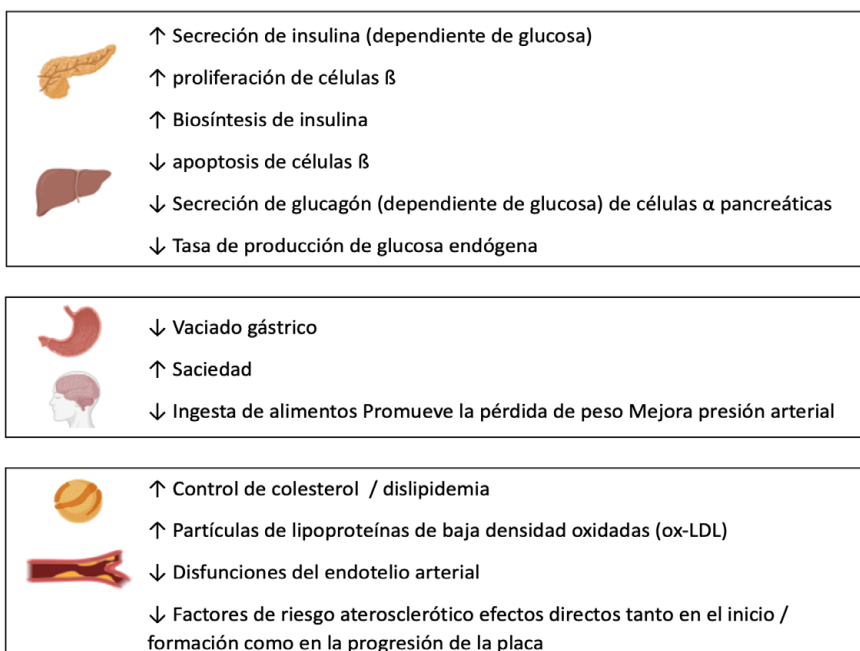 ↑ Secreción de insulina (dependiente de glucosa)
↑ proliferación de células ß
↑ Biosíntesis de insulina
↓ apoptosis de células ß
↓ Secreción de glucagón (dependiente de glucosa) de células α pancreáticas
↓ Tasa de producción de glucosa endógena
↓ Vaciado gástrico
↑ Saciedad
↓ Ingesta de alimentos Promueve la pérdida de peso Mejora presión arterial
↑ Control de colesterol / dislipidemia
↑ Partículas de lipoproteínas de baja densidad oxidadas (ox-LDL)
↓ Disfunciones del endotelio arterial
↓ Factores de riesgo aterosclerótico efectos directos tanto en el inicio /
formación como en la progresión de la placa